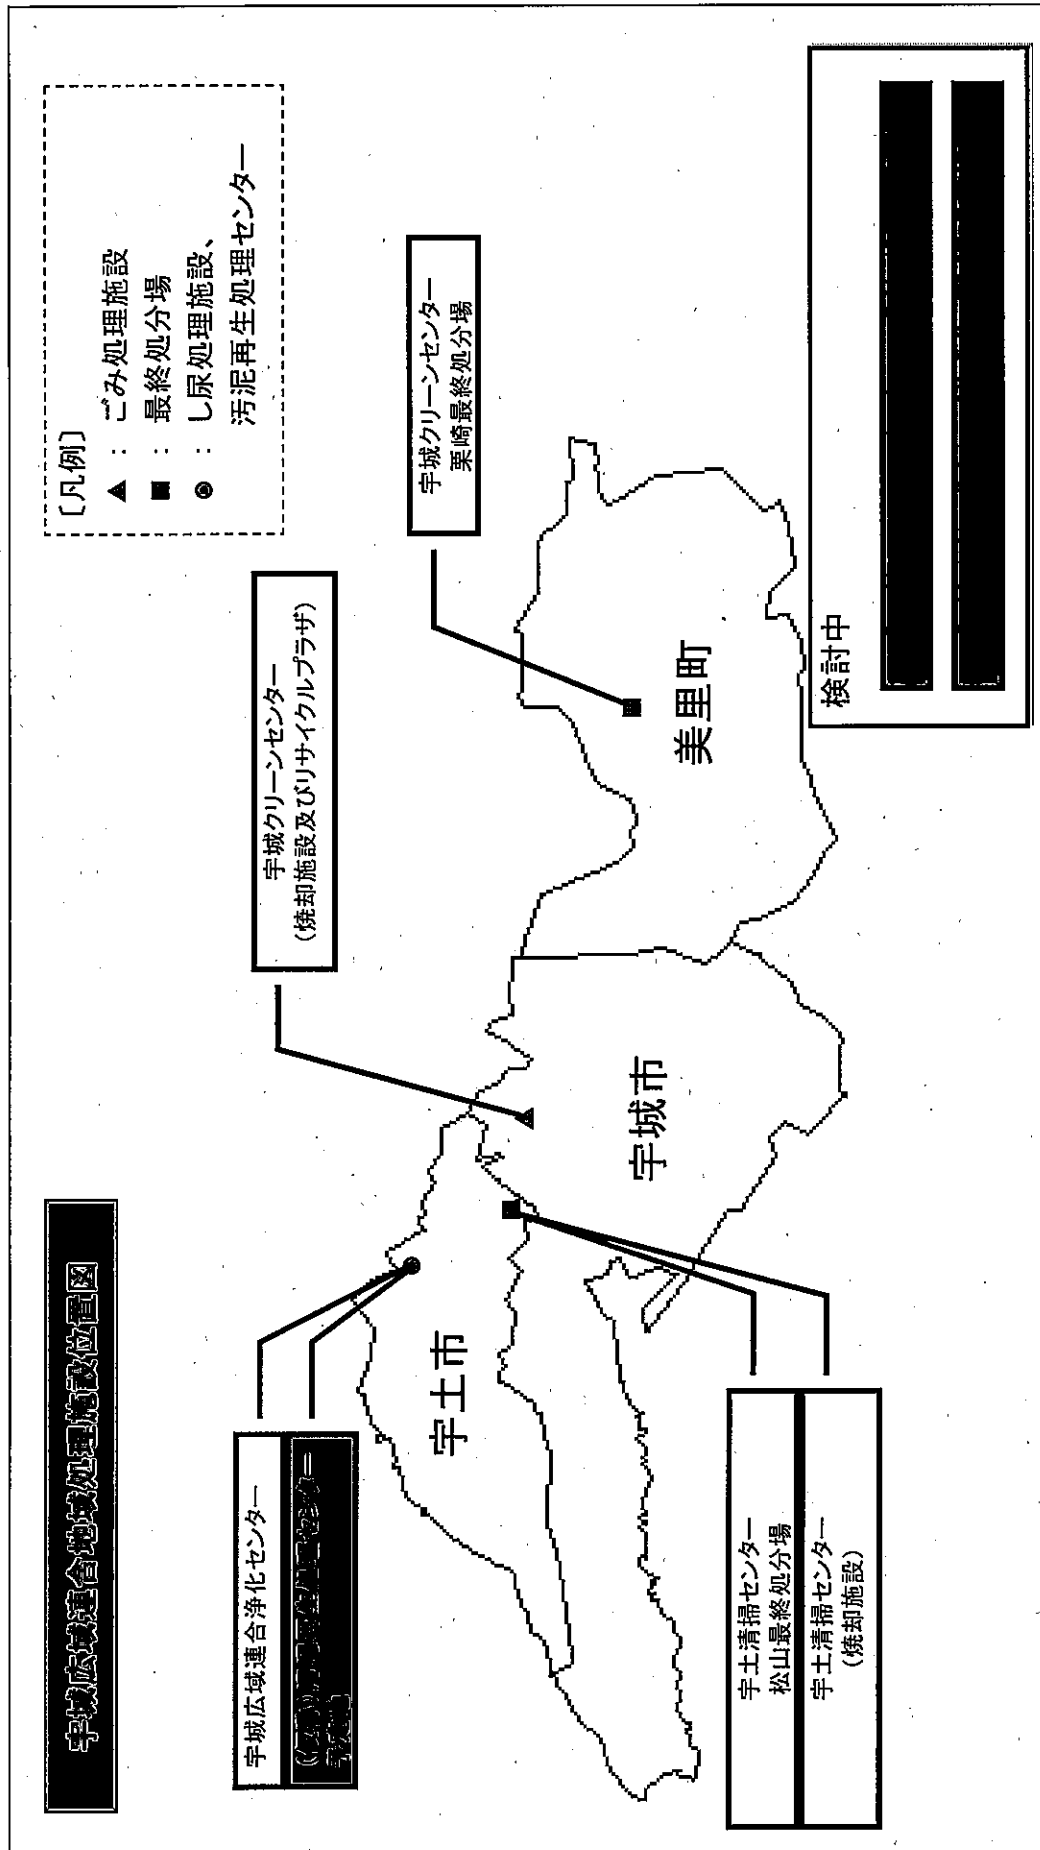 宇城広域連合地域処理施設位置図
〔凡例〕
▲ : ごみ処理施設
■ : 最終処分場
◎ : し尿処理施設、
汚泥再生処理センター
宇城広域連合浄化センター
宇城クリーンセンター
(焼却施設及びリサイクルプラザ)
宇城クリーンセンター
栗崎最終処分場
宇土市
宇城市
美里町
宇土清掃センター
松山最終処分場
宇土清掃センター
(焼却施設)
検討中